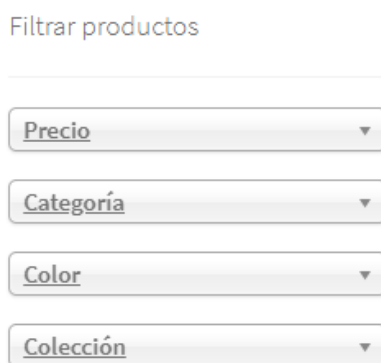 Filtrar productos
Precio
Categoría
Color
Colección